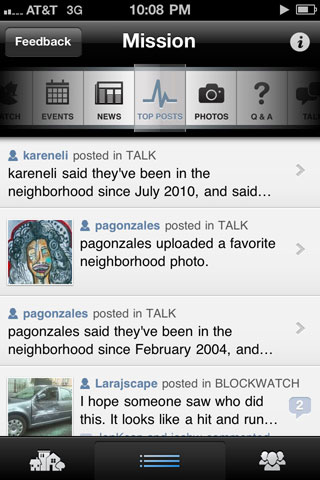 AT&T 3G 10:08 PM
Feedback Mission i
ATCH EVENTS NEWS TOP POSTS PHOTOS Q & A TAL
kareneli posted in TALK
kareneli said they've been in the
neighborhood since July 2010, and said...
pagonzales posted in TALK
pagonzales uploaded a favorite
neighborhood photo.
pagonzales posted in TALK
pagonzales said they've been in the
neighborhood since February 2004, and...
Larajscape posted in BLOCKWATCH
I hope someone saw who did
this. It looks like a hit and run...
2